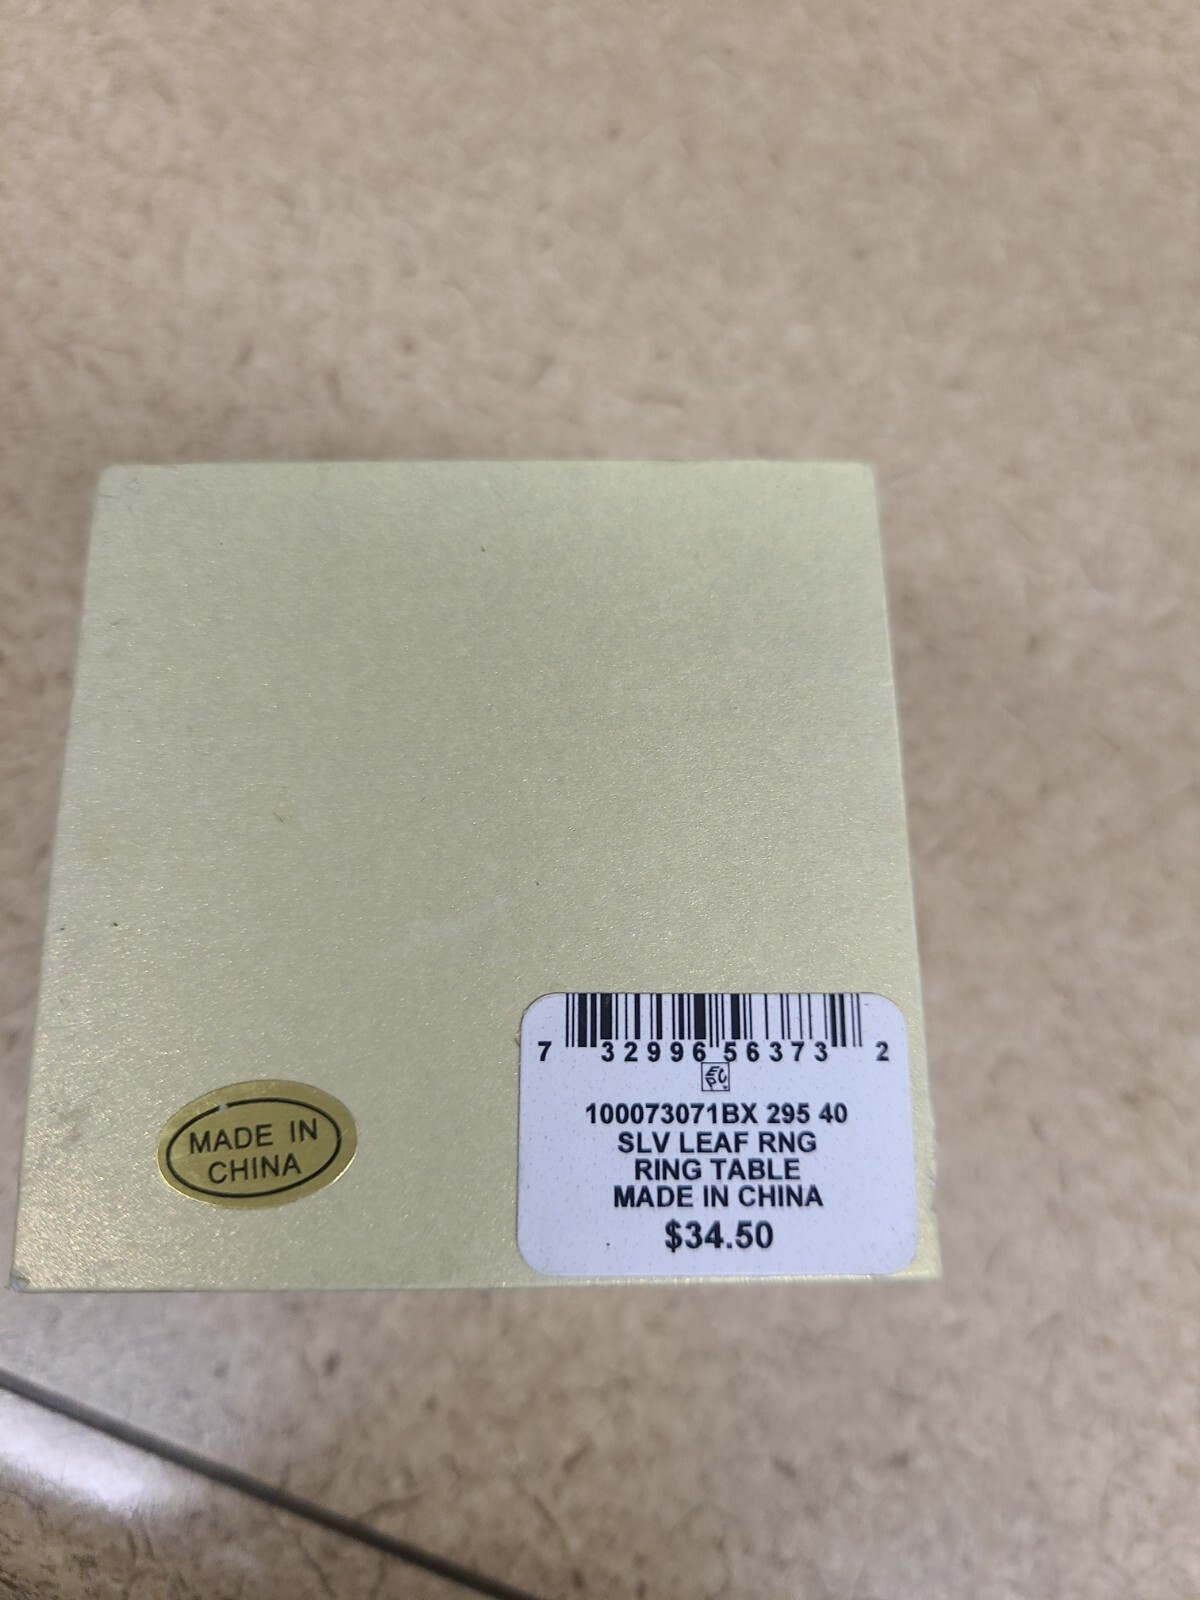 MADE IN
CHINA
7 32996 56373 2
EPC
100073071BX 295 40
SLV LEAF RNG
RING TABLE
MADE IN CHINA
$34.50